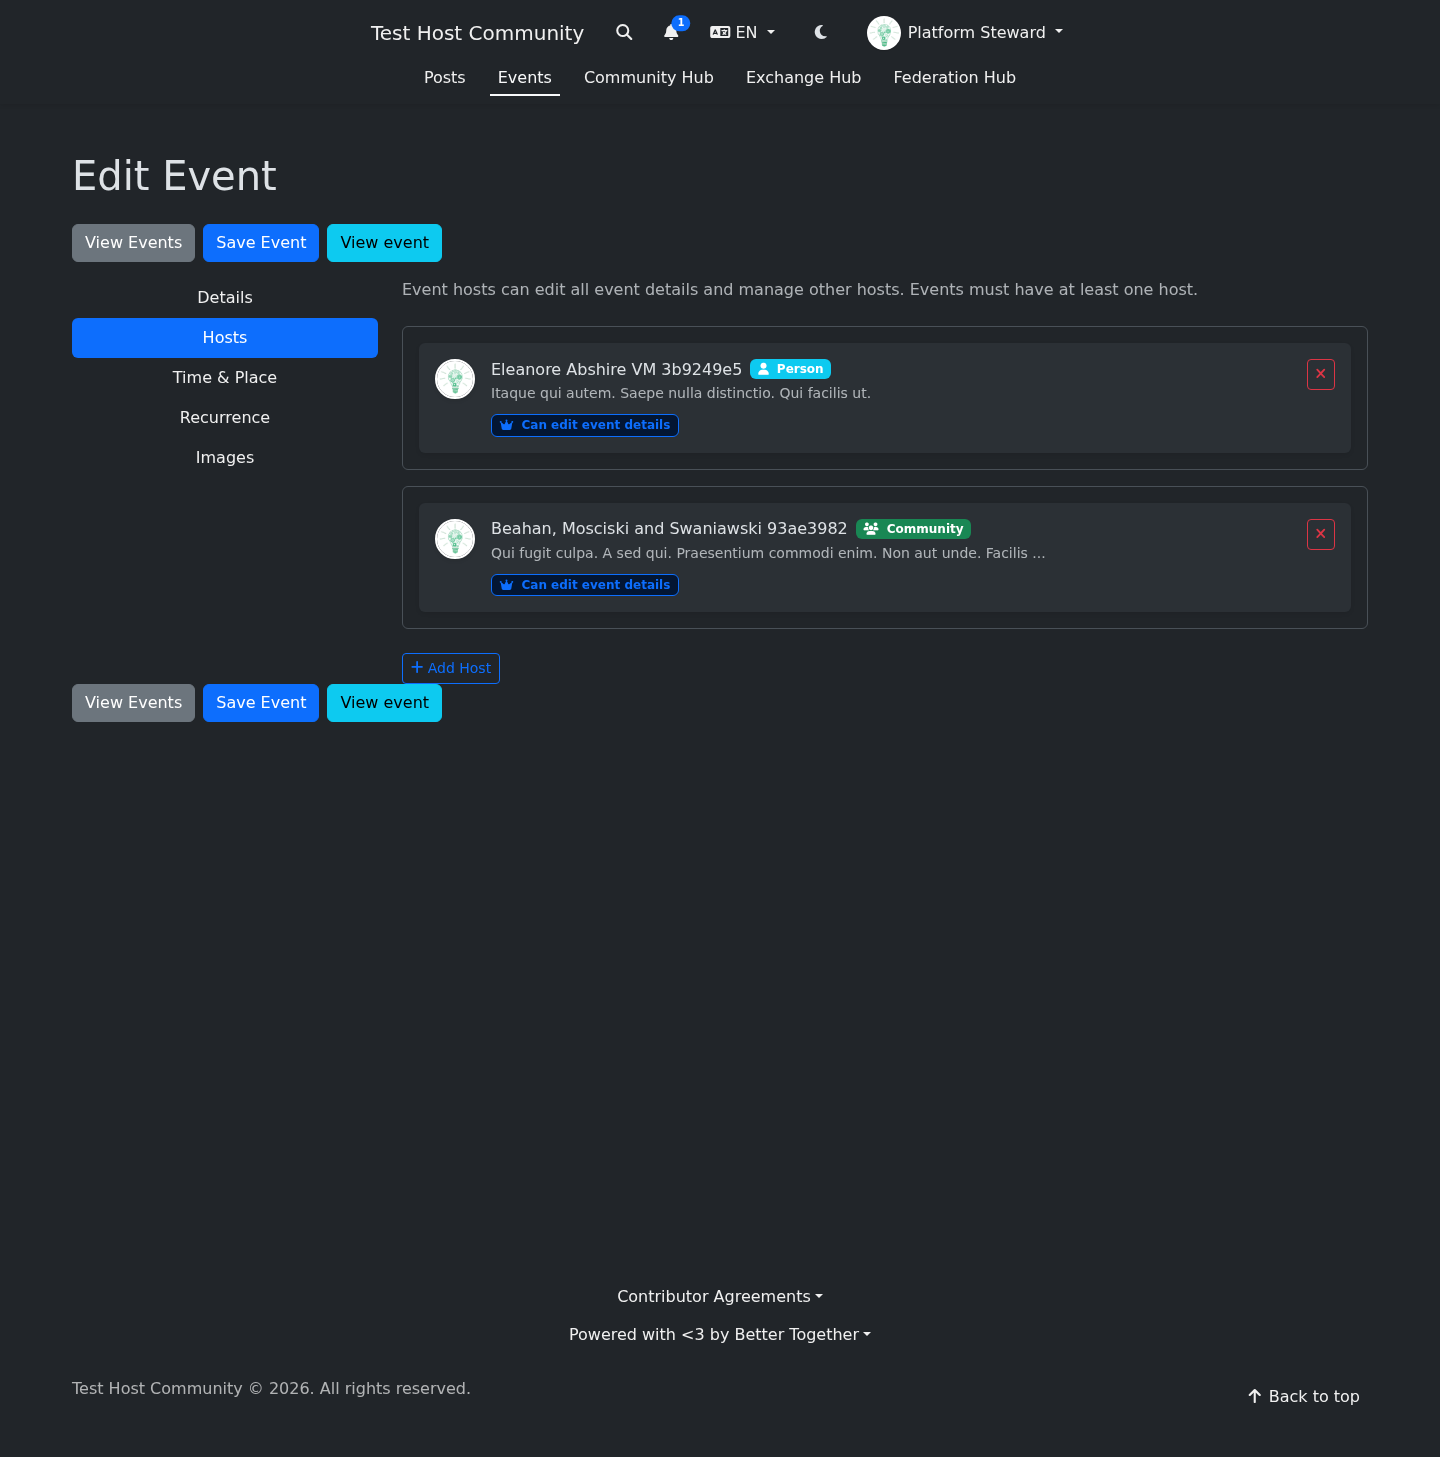 Test Host Community
1
EN
Platform Steward
Posts Events Community Hub Exchange Hub Federation Hub
Edit Event
View Events Save Event View event
Details
Hosts
Time & Place
Recurrence
Images
Event hosts can edit all event details and manage other hosts. Events must have at least one host.
Eleanore Abshire VM 3b9249e5 Person
Itaque qui autem. Saepe nulla distinctio. Qui facilis ut.
Can edit event details
Beahan, Mosciski and Swaniawski 93ae3982 Community
Qui fugit culpa. A sed qui. Praesentium commodi enim. Non aut unde. Facilis ...
Can edit event details
+ Add Host
View Events Save Event View event
Contributor Agreements
Powered with <3 by Better Together
Test Host Community © 2026. All rights reserved.
Back to top